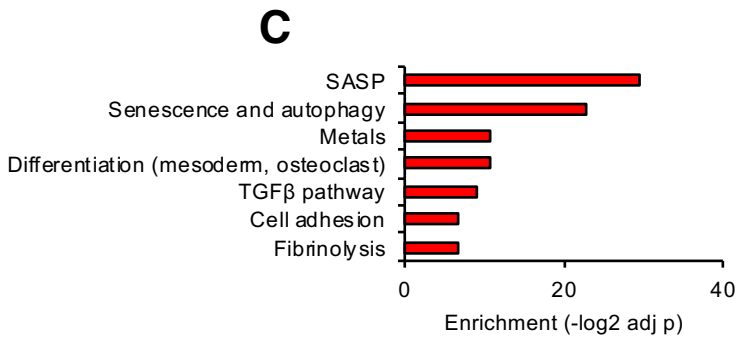 C
SASP
Senescence and autophagy
Metals
Differentiation (mesoderm, osteoclast)
TGFβ pathway
Cell adhesion
Fibrinolysis
0 20 40
Enrichment (-log2 adj p)